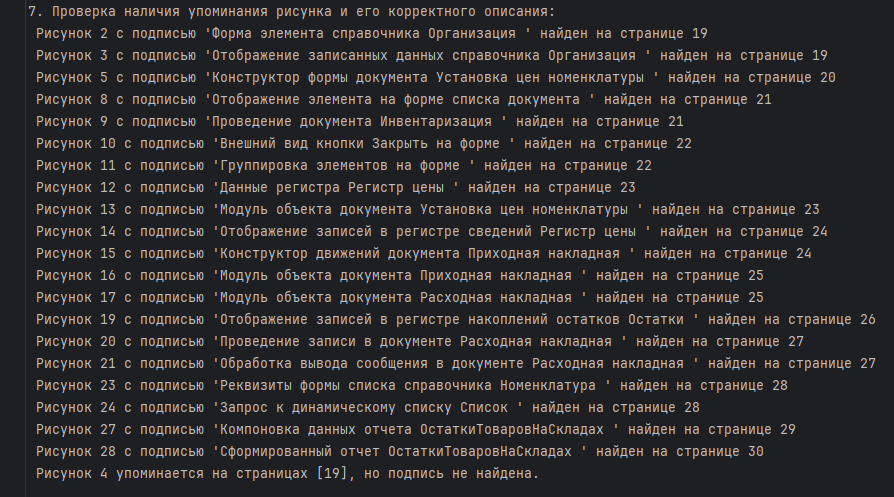 7. Проверка наличия упоминания рисунка и его корректного описания:
Рисунок 2 с подписью 'Форма элемента справочника Организация ' найден на странице 19
Рисунок 3 с подписью 'Отображение записанных данных справочника Организация ' найден на странице 19
Рисунок 5 с подписью 'Конструктор формы документа Установка цен номенклатуры ' найден на странице 20
Рисунок 8 с подписью 'Отображение элемента на форме списка документа ' найден на странице 21
Рисунок 9 с подписью 'Проведение документа Инвентаризация ' найден на странице 21
Рисунок 10 с подписью 'Внешний вид кнопки Закрыть на форме ' найден на странице 22
Рисунок 11 с подписью 'Группировка элементов на форме ' найден на странице 22
Рисунок 12 с подписью 'Данные регистра Регистр цены ' найден на странице 23
Рисунок 13 с подписью 'Модуль объекта документа Установка цен номенклатуры ' найден на странице 23
Рисунок 14 с подписью 'Отображение записей в регистре сведений Регистр цены ' найден на странице 24
Рисунок 15 с подписью 'Конструктор движений документа Приходная накладная ' найден на странице 24
Рисунок 16 с подписью 'Модуль объекта документа Приходная накладная ' найден на странице 25
Рисунок 17 с подписью 'Модуль объекта документа Расходная накладная ' найден на странице 25
Рисунок 19 с подписью 'Отображение записей в регистре накоплений остатков Остатки ' найден на странице 26
Рисунок 20 с подписью 'Проведение записи в документе Расходная накладная ' найден на странице 27
Рисунок 21 с подписью 'Обработка вывода сообщения в документе Расходная накладная ' найден на странице 27
Рисунок 23 с подписью 'Реквизиты формы списка справочника Номенклатура ' найден на странице 28
Рисунок 24 с подписью 'Запрос к динамическому списку Список ' найден на странице 28
Рисунок 27 с подписью 'Компоновка данных отчета ОстаткиТоваровНаСкладах ' найден на странице 29
Рисунок 28 с подписью 'Сформированный отчет ОстаткиТоваровНаСкладах ' найден на странице 30
Рисунок 4 упоминается на страницах [19], но подпись не найдена.